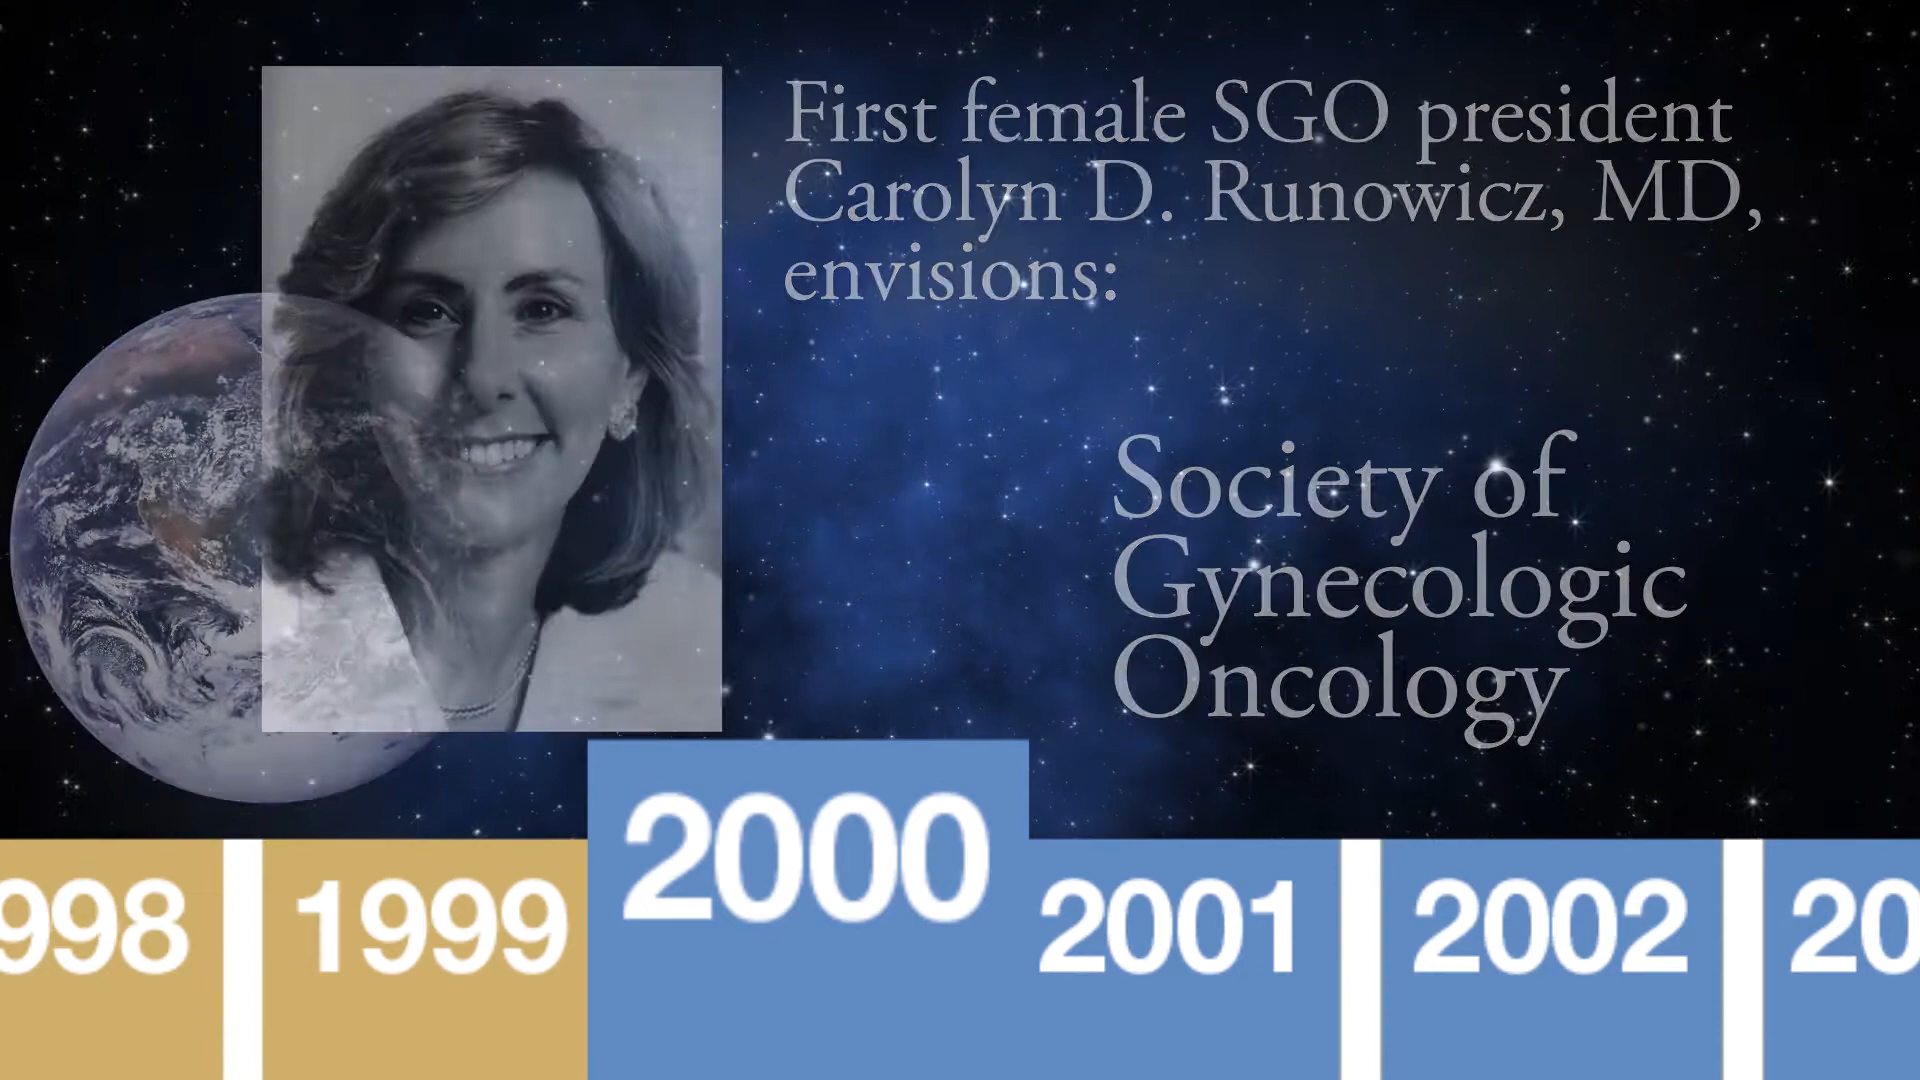 First female SGO president
Carolyn D. Runowicz, MD,
envisions:
Society of
Gynecologic
Oncology
998 1999 2000 2001 2002 20